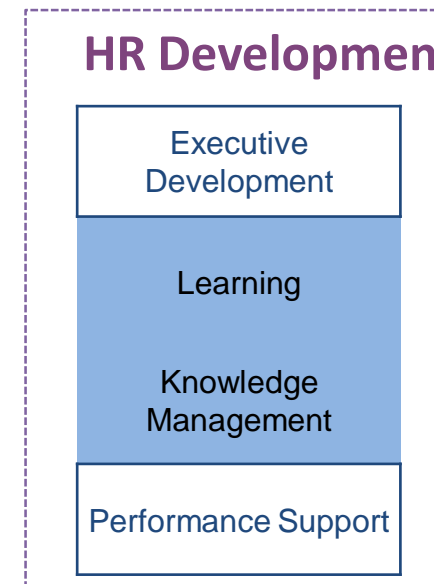 HR Developmen
Executive
Development
Learning
Knowledge
Management
Performance Support